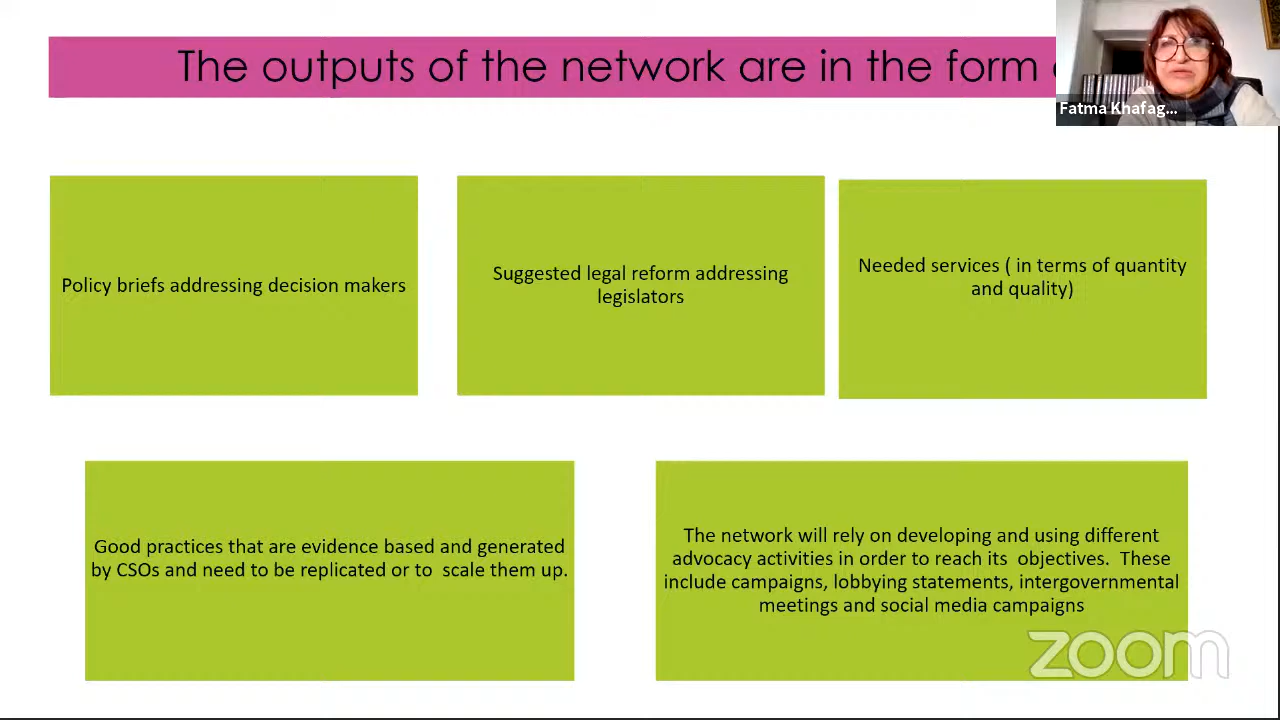 The outputs of the network are in the form
Fatma Khafag...
Policy briefs addressing decision makers
Suggested legal reform addressing
legislators
Needed services ( in terms of quantity
and quality)
Good practices that are evidence based and generated
by CSOs and need to be replicated or to scale them up.
The network will rely on developing and using different
advocacy activities in order to reach its objectives. These
include campaigns, lobbying statements, intergovernmental
meetings and social media campaigns
zoom